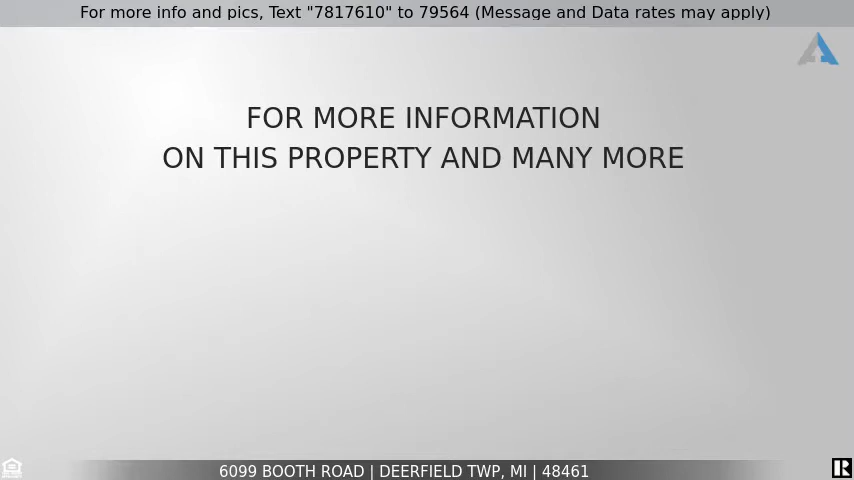 For more info and pics, Text "7817610" to 79564 (Message and Data rates may apply)
FOR MORE INFORMATION
ON THIS PROPERTY AND MANY MORE
6099 BOOTH ROAD | DEERFIELD TWP, MI | 48461